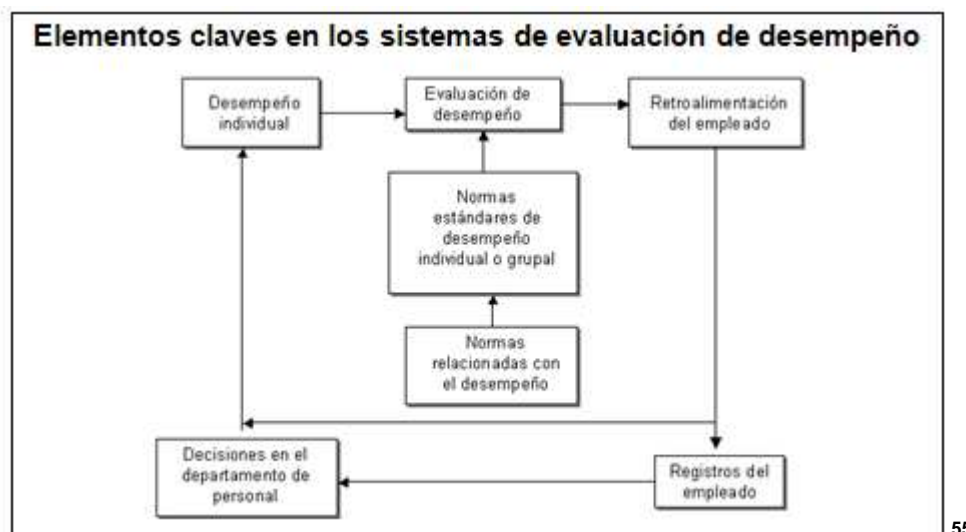 Elementos claves en los sistemas de evaluación de desempeño
Desempeño
individual
Evaluación de
desempeño
Retroalimentación
del empleado
Normas
estándares de
desempeño
individual o grupal
Normas
relacionadas con
el desempeño
Decisiones en el
departamento de
personal
Registros del
empleado